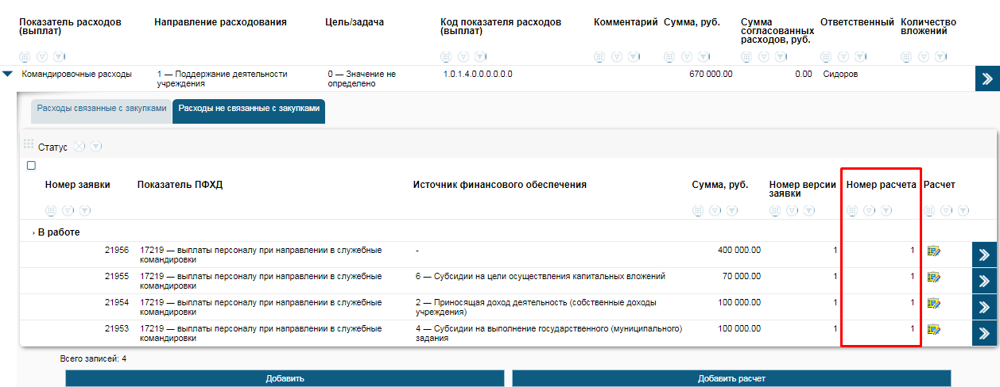 Показатель расходов (выплат) Направление расходования Цель/задача Код показателя расходов (выплат) Комментарий Сумма, руб. Сумма согласованных расходов, руб. Ответственный Количество вложений
Командировочные расходы 1 — Поддержание деятельности учреждения 0 — Значение не определено 1.0.1.4.0.0.0.0.0.0 670 000.00 0.00 Сидоров
Расходы связанные с закупками Расходы не связанные с закупками
Статус
Номер заявки Показатель ПФХД Источник финансового обеспечения Сумма, руб. Номер версии заявки Номер расчета Расчет
› В работе
21956 17219 — выплаты персоналу при направлении в служебные командировки - 400 000.00 1 1
21955 17219 — выплаты персоналу при направлении в служебные командировки 6 — Субсидии на цели осуществления капитальных вложений 70 000.00 1 1
21954 17219 — выплаты персоналу при направлении в служебные командировки 2 — Приносящая доход деятельность (собственные доходы учреждения) 100 000.00 1 1
21953 17219 — выплаты персоналу при направлении в служебные командировки 4 — Субсидии на выполнение государственного (муниципального) задания 100 000.00 1 1
Всего записей: 4
Добавить Добавить расчет